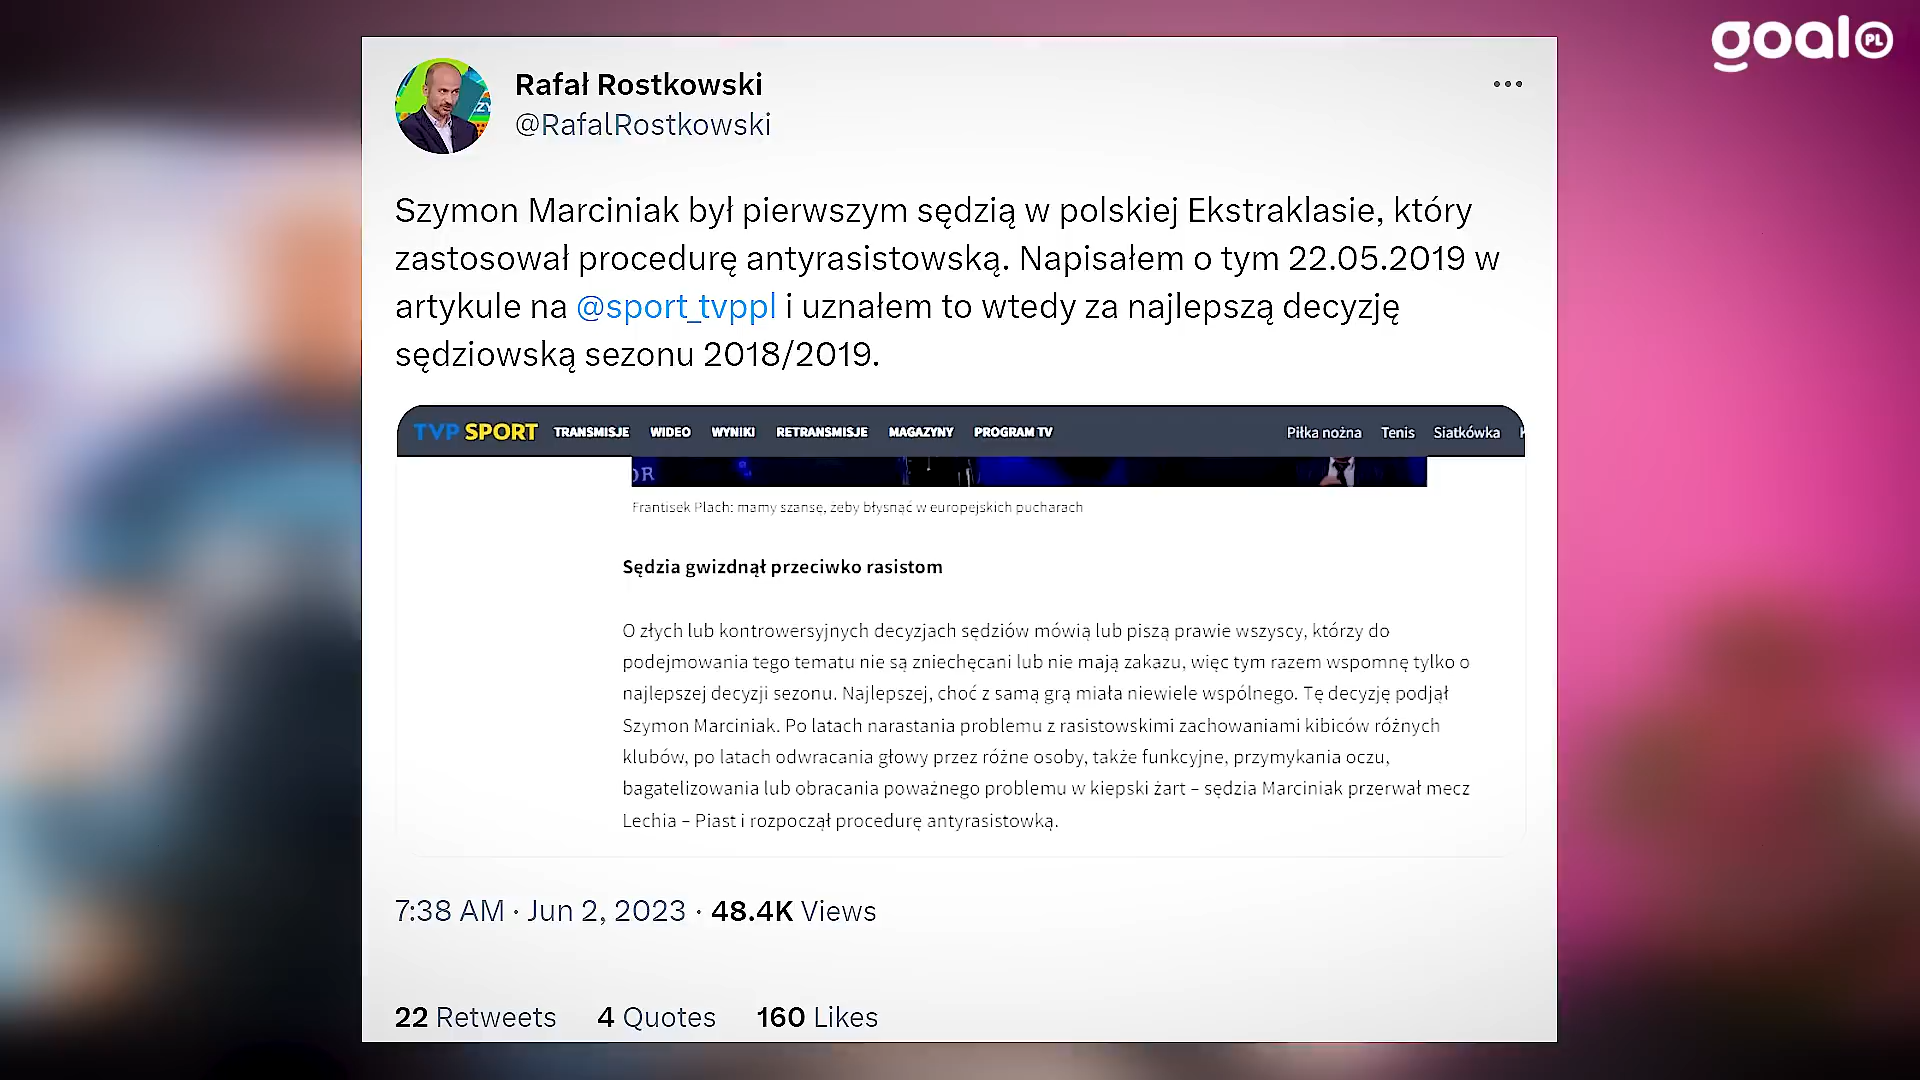 goal PL
Rafał Rostkowski
@RafalRostkowski
Szymon Marciniak był pierwszym sędzią w polskiej Ekstraklasie, który
zastosował procedurę antyrasistowską. Napisałem o tym 22.05.2019 w
artykule na @sport_tvppl i uznałem to wtedy za najlepszą decyzję
sędziowską sezonu 2018/2019.
TVP SPORT TRANSMISJE WIDEO WYNIKI RETRANSMISJE MAGAZYNY PROGRAM TV Piłka nożna Tenis Siatkówka
Frantisek Plach: mamy szansę, żeby błysnąć w europejskich pucharach
Sędzia gwizdnął przeciwko rasistom
O złych lub kontrowersyjnych decyzjach sędziów mówią lub piszą prawie wszyscy, którzy do
podejmowania tego tematu nie są zniechęcani lub nie mają zakazu, więc tym razem wspomnę tylko o
najlepszej decyzji sezonu. Najlepszej, choć z samą grą miała niewiele wspólnego. Tę decyzję podjął
Szymon Marciniak. Po latach narastania problemu z rasistowskimi zachowaniami kibiców różnych
klubów, po latach odwracania głowy przez różne osoby, także funkcyjne, przymykania oczu,
bagatelizowania lub obracania poważnego problemu w kiepski żart – sędzia Marciniak przerwał mecz
Lechia – Piast i rozpoczął procedurę antyrasistowką.
7:38 AM · Jun 2, 2023 · 48.4K Views
22 Retweets 4 Quotes 160 Likes